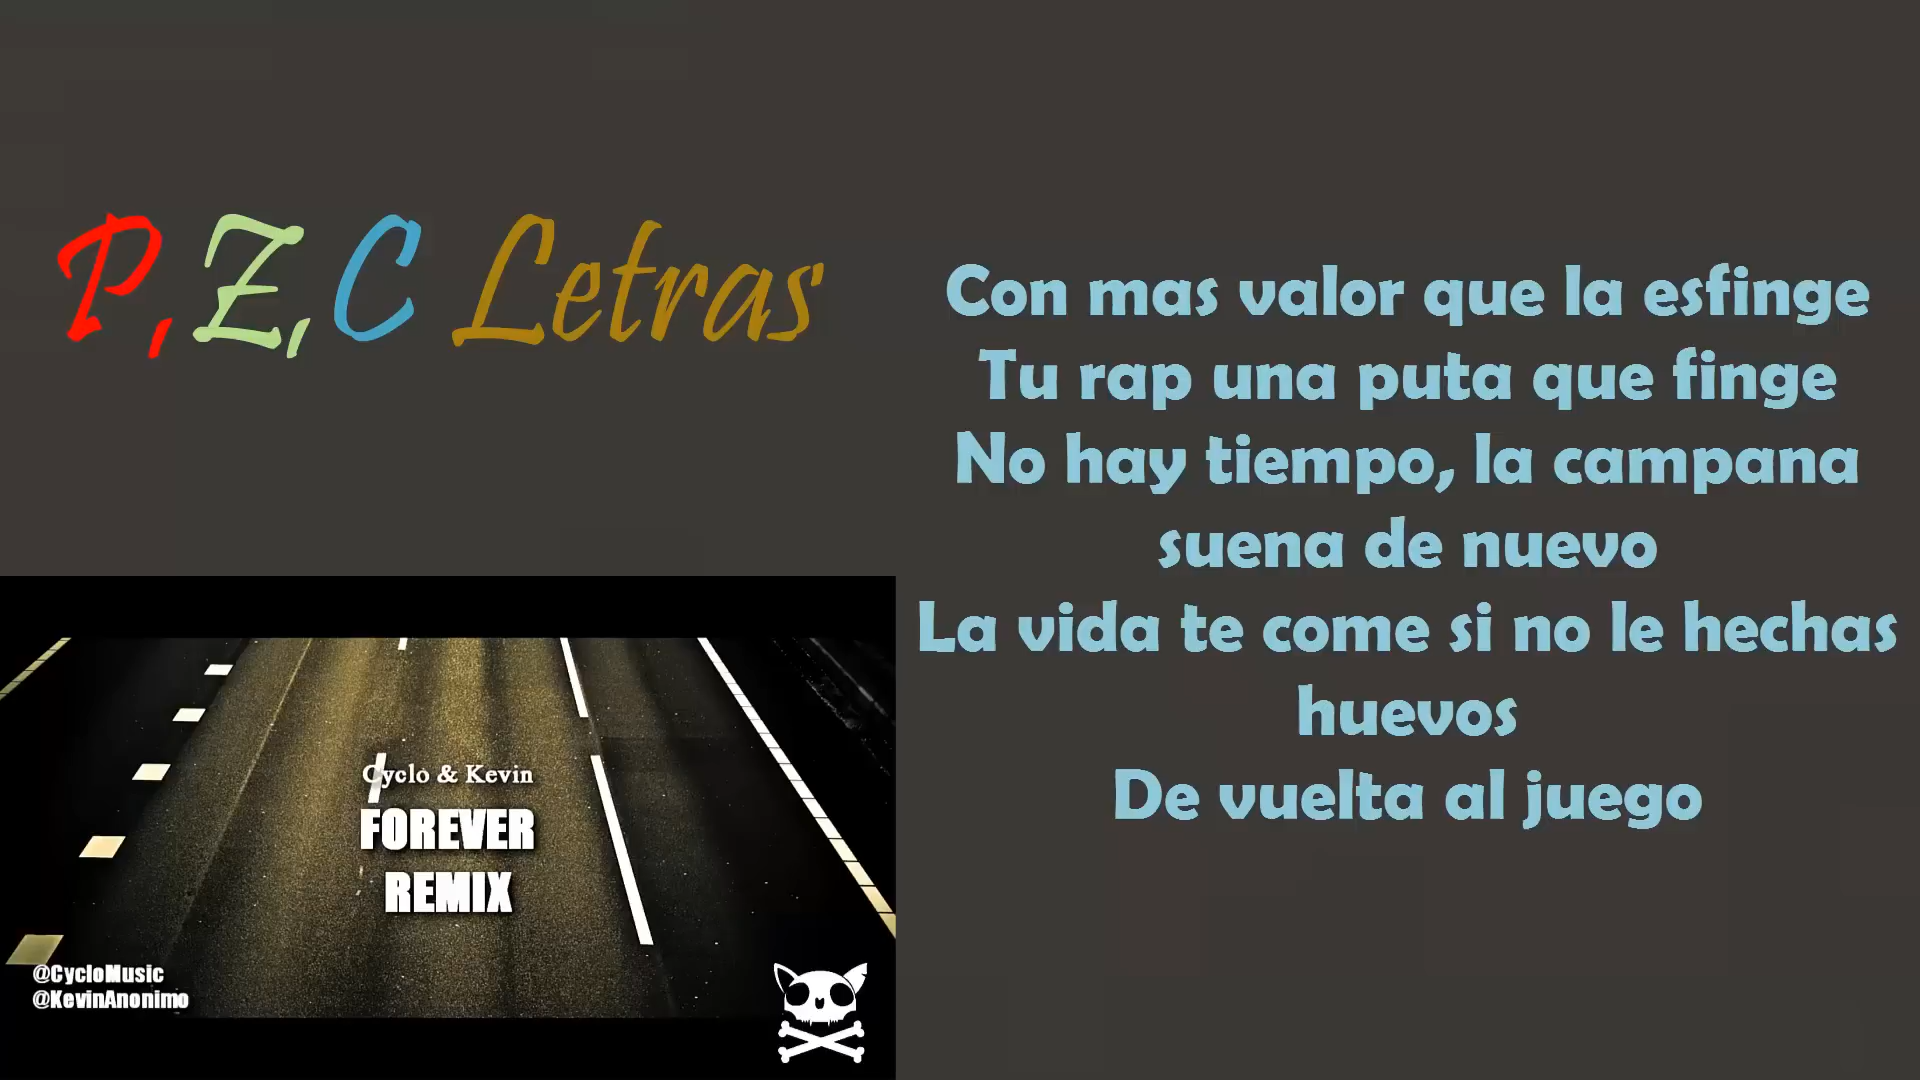 P, Z, C Letras
Con mas valor que la esfinge
Tu rap una puta que finge
No hay tiempo, la campana
suena de nuevo
La vida te come si no le hechas
huevos
De vuelta al juego
Cyclo & Kevin
FOREVER
REMIX
@CycloMusic
@KevinAnonimo